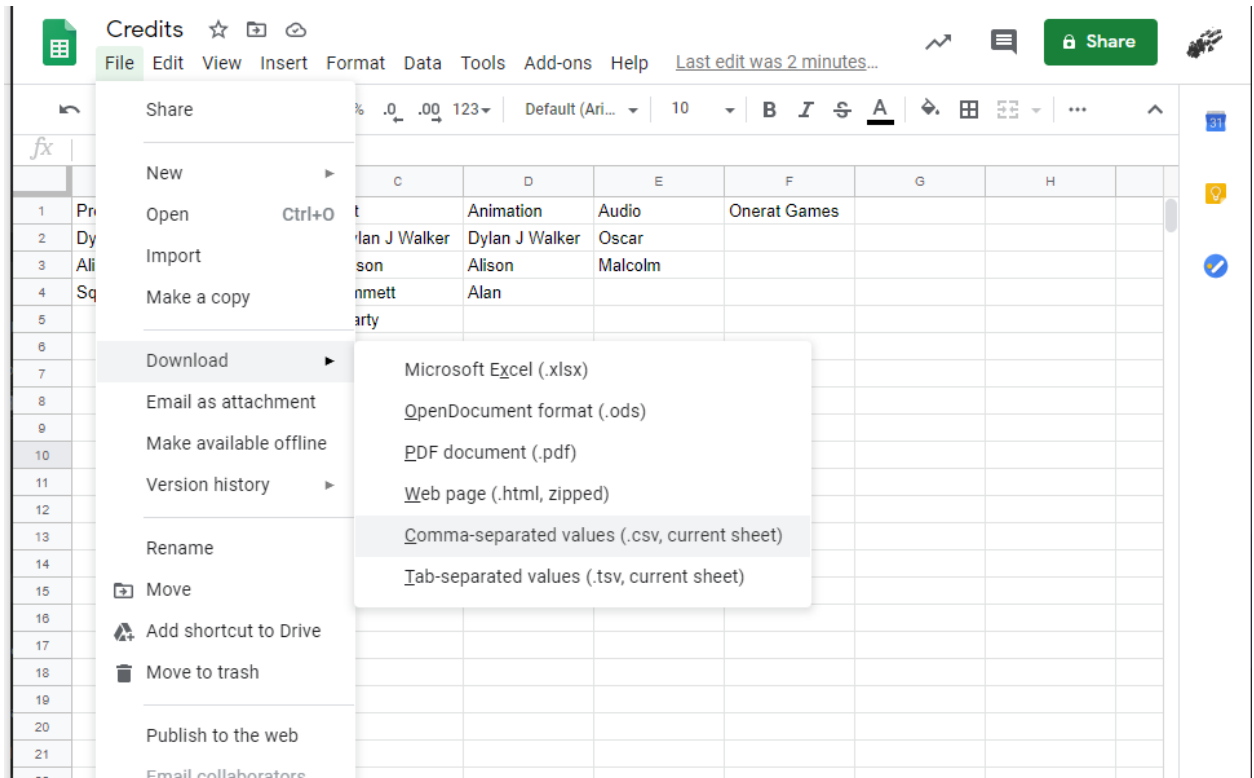 Credits
File Edit View Insert Format Data Tools Add-ons Help Last edit was 2 minutes…
Share
% .0 .00 123 Default (Ari... 10 B I S A ...
31
fx
C D E F G H
1 Animation Audio Onerat Games
2 J Walker Dylan J Walker Oscar
3 Alison Malcolm
4 Alan
5
6
7
8
9
10
11
12
13
14
15
16
17
18
19
20
21
Share
New
Open Ctrl+O
Import
Make a copy
Download
Email as attachment
Make available offline
Version history
Rename
Move
Add shortcut to Drive
Move to trash
Publish to the web
Email collaborators
Microsoft Excel (.xlsx)
OpenDocument format (.ods)
PDF document (.pdf)
Web page (.html, zipped)
Comma-separated values (.csv, current sheet)
Tab-separated values (.tsv, current sheet)